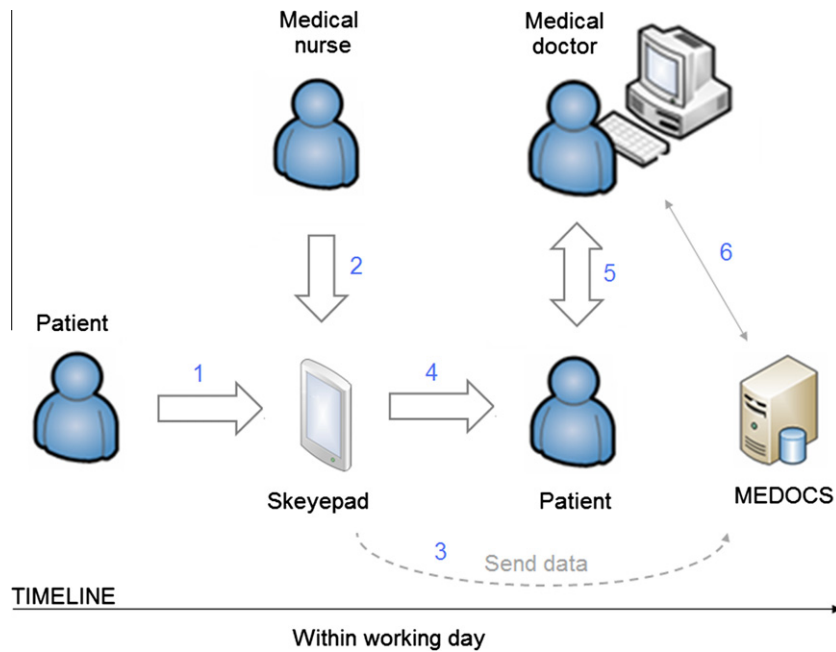 Medical
nurse
Medical
doctor
2
5
6
Patient
1
4
Skeyepad
Patient
MEDOCS
3
Send data
TIMELINE
Within working day